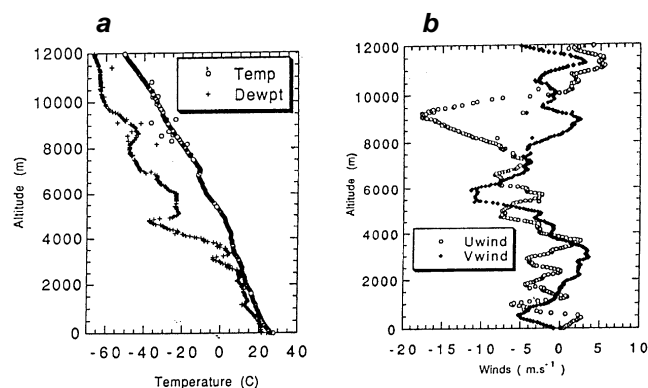 a
12000
10000
8000
6000
4000
2000
0
Altitude (m)
Temp
Dewpt
-60 -40 -20 0 20 40
Temperature (C)
b
12000
10000
8000
6000
4000
2000
0
Altitude (m)
Uwind
Vwind
-20 -15 -10 -5 0 5 10
Winds ( m.s⁻¹ )